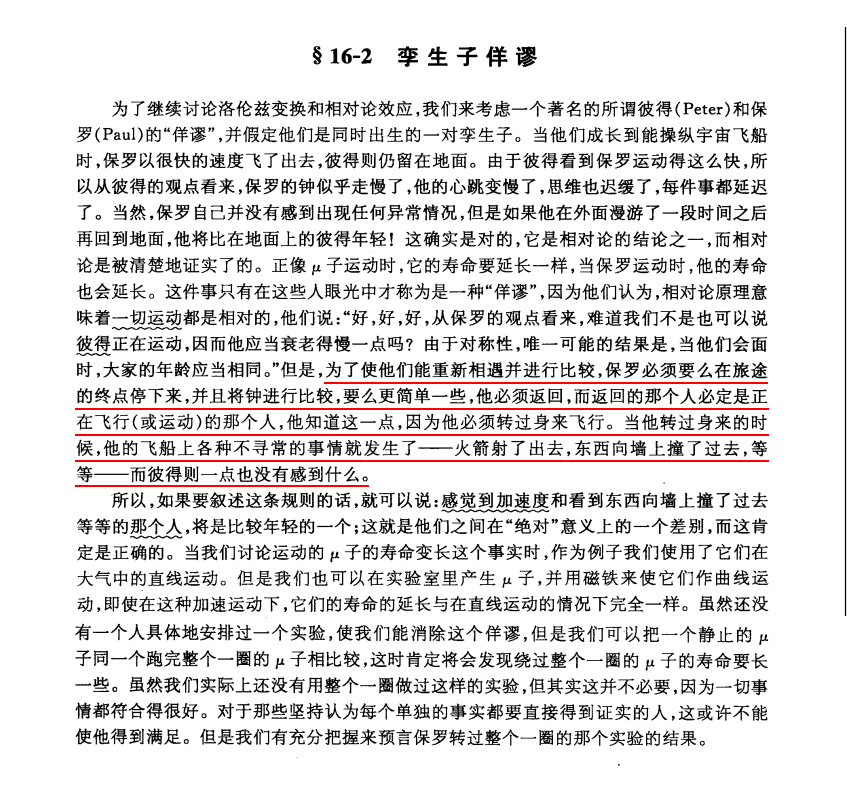 § 16-2 孪生子佯谬
为了继续讨论洛伦兹变换和相对论效应,我们来考虑一个著名的所谓彼得(Peter)和保
罗(Paul)的“佯谬”,并假定他们是同时出生的一对孪生子。当他们成长到能操纵宇宙飞船
时,保罗以很快的速度飞了出去,彼得则仍留在地面。由于彼得看到保罗运动得这么快,所
以从彼得的观点看来,保罗的钟似乎走慢了,他的心跳变慢了,思维也迟缓了,每件事都延迟
了。当然,保罗自己并没有感到出现任何异常情况,但是如果他在外面漫游了一段时间之后
再回到地面,他将比在地面上的彼得年轻！这确实是对的,它是相对论的结论之一,而相对
论是被清楚地证实了的。正像 μ 子运动时,它的寿命要延长一样,当保罗运动时,他的寿命
也会延长。这件事只有在这些人眼光中才称为是一种“佯谬”,因为他们认为,相对论原理意
味着一切运动都是相对的,他们说:“好,好,好,从保罗的观点看来,难道我们不是也可以说
彼得正在运动,因而他应当衰老得慢一点吗？由于对称性,唯一可能的结果是,当他们会面
时,大家的年龄应当相同。”但是,为了使他们能重新相遇并进行比较,保罗必须要么在旅途
的终点停下来,并且将钟进行比较,要么更简单一些,他必须返回,而返回的那个人必定是正
在飞行(或运动)的那个人,他知道这一点,因为他必须转过身来飞行。当他转过身来的时
候,他的飞船上各种不寻常的事情就发生了——火箭射了出去,东西向墙上撞了过去,等
等——而彼得则一点也没有感到什么。
所以,如果要叙述这条规则的话,就可以说:感觉到加速度和看到东西向墙上撞了过去
等等的那个人,将是比较年轻的一个;这就是他们之间在“绝对”意义上的一个差别,而这肯
定是正确的。当我们讨论运动的 μ 子的寿命变长这个事实时,作为例子我们使用了它们在
大气中的直线运动。但是我们也可以在实验室里产生 μ 子,并用磁铁来使它们作曲线运
动,即使在这种加速运动下,它们的寿命的延长与在直线运动的情况下完全一样。虽然还没
有一个人具体地安排过一个实验,使我们能消除这个佯谬,但是我们可以把一个静止的 μ
子同一个跑完整个一圈的 μ 子相比较,这时肯定将会发现绕过整个一圈的 μ 子的寿命要长
一些。虽然我们实际上还没有用整个一圈做过这样的实验,但其实这并不必要,因为一切事
情都符合得很好。对于那些坚持认为每个单独的事实都要直接得到证实的人,这或许不能
使他得到满足。但是我们有充分把握来预言保罗转过整个一圈的那个实验的结果。